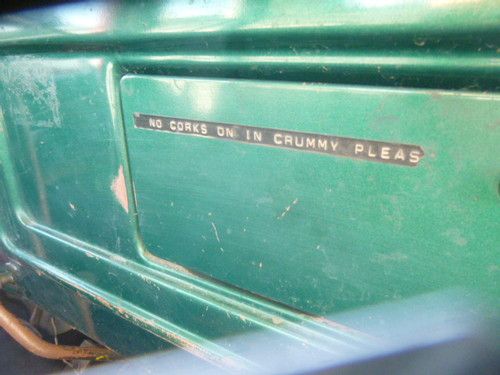 NO CORKS ON IN CRUMMY PLEAS